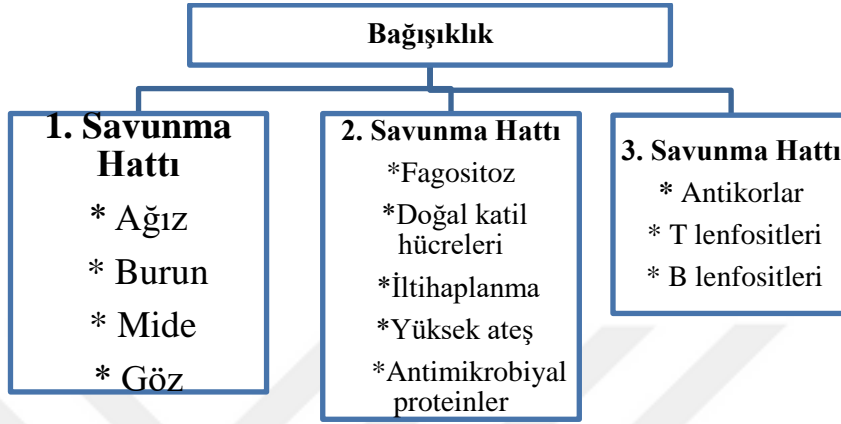 Bağışıklık
1. Savunma
Hattı
* Ağız
* Burun
* Mide
* Göz
2. Savunma Hattı
*Fagositoz
*Doğal katil
hücreleri
*İltihaplanma
*Yüksek ateş
*Antimikrobiyal
proteinler
3. Savunma Hattı
* Antikorlar
* T lenfositleri
* B lenfositleri